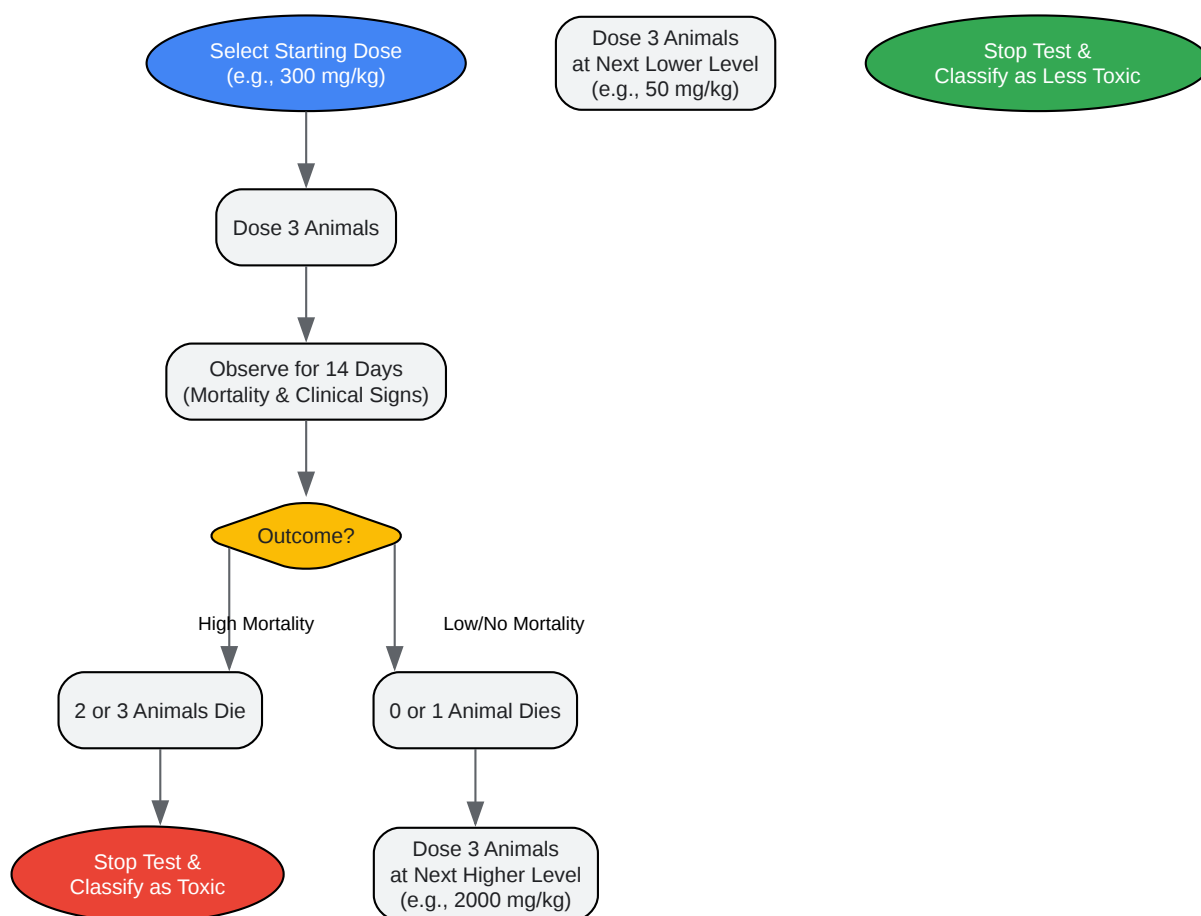 Select Starting Dose
(e.g., 300 mg/kg)
Dose 3 Animals
at Next Lower Level
(e.g., 50 mg/kg)
Stop Test &
Classify as Less Toxic
Dose 3 Animals
Observe for 14 Days
(Mortality & Clinical Signs)
Outcome?
High Mortality
Low/No Mortality
2 or 3 Animals Die
0 or 1 Animal Dies
Stop Test &
Classify as Toxic
Dose 3 Animals
at Next Higher Level
(e.g., 2000 mg/kg)